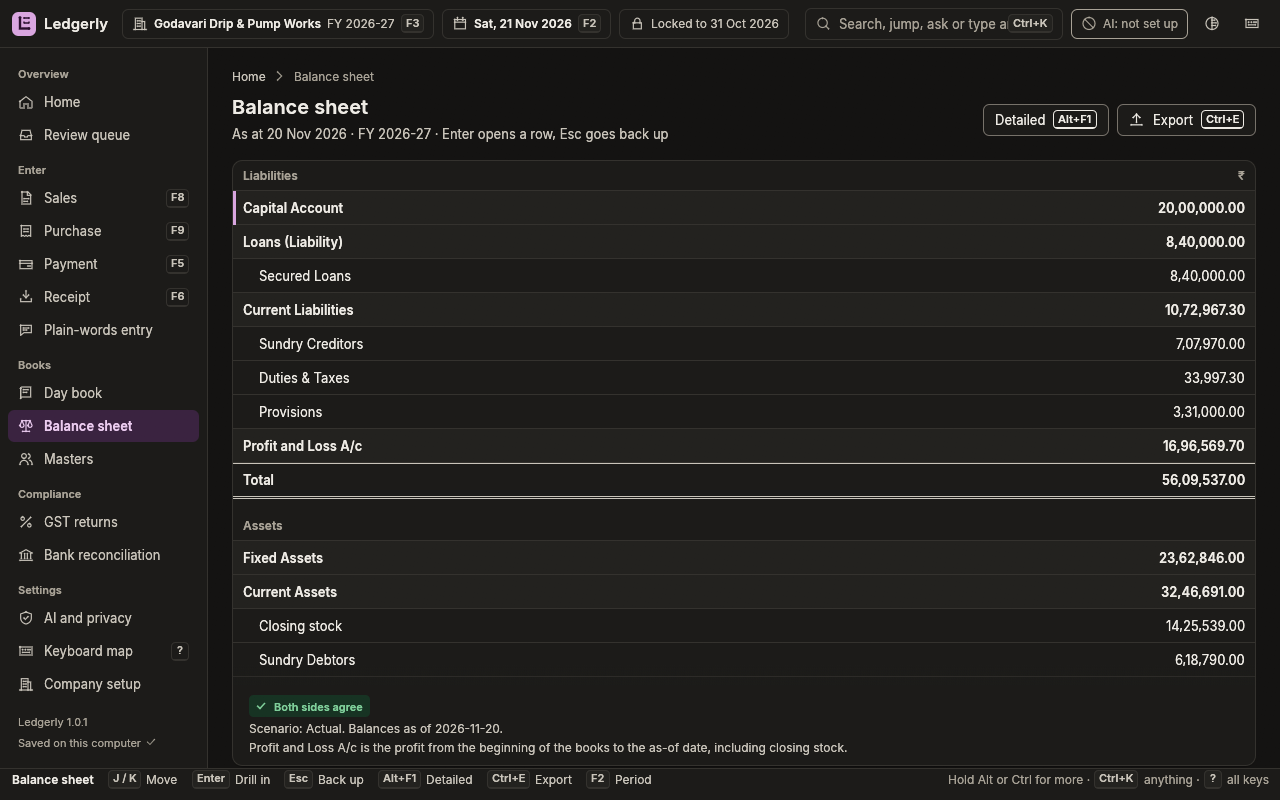 Ledgerly
Godavari Drip & Pump Works FY 2026-27 F3
Sat, 21 Nov 2026 F2
Locked to 31 Oct 2026
Search, jump, ask or type a Ctrl+K
AI: not set up
Overview
Home
Review queue
Enter
Sales F8
Purchase F9
Payment F5
Receipt F6
Plain-words entry
Books
Day book
Balance sheet
Masters
Compliance
GST returns
Bank reconciliation
Settings
AI and privacy
Keyboard map ?
Company setup
Ledgerly 1.0.1
Saved on this computer
Home > Balance sheet
Balance sheet
As at 20 Nov 2026 · FY 2026-27 · Enter opens a row, Esc goes back up
Detailed Alt+F1
Export Ctrl+E
Liabilities ₹
Capital Account 20,00,000.00
Loans (Liability) 8,40,000.00
Secured Loans 8,40,000.00
Current Liabilities 10,72,967.30
Sundry Creditors 7,07,970.00
Duties & Taxes 33,997.30
Provisions 3,31,000.00
Profit and Loss A/c 16,96,569.70
Total 56,09,537.00
Assets
Fixed Assets 23,62,846.00
Current Assets 32,46,691.00
Closing stock 14,25,539.00
Sundry Debtors 6,18,790.00
Both sides agree
Scenario: Actual. Balances as of 2026-11-20.
Profit and Loss A/c is the profit from the beginning of the books to the as-of date, including closing stock.
Balance sheet J / K Move Enter Drill in Esc Back up Alt+F1 Detailed Ctrl+E Export F2 Period
Hold Alt or Ctrl for more · Ctrl+K anything · ? all keys